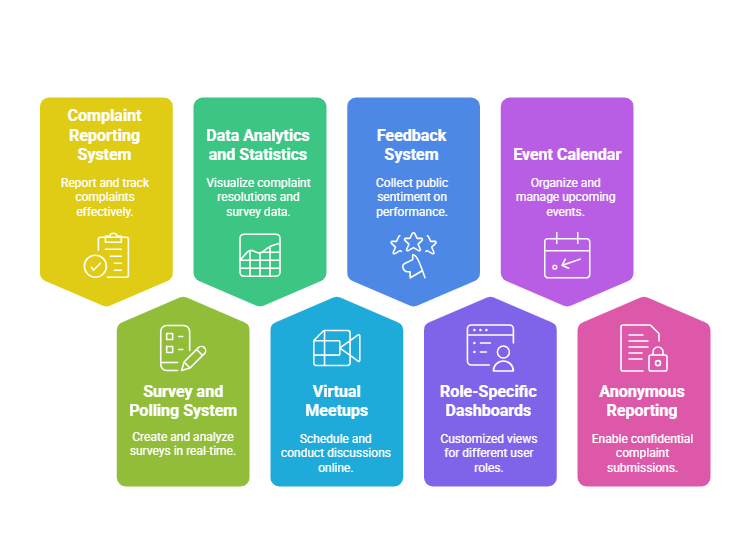 Complaint
Reporting
System
Report and track
complaints
effectively.
Data Analytics
and Statistics
Visualize complaint
resolutions and
survey data.
Feedback
System
Collect public
sentiment on
performance.
Event Calendar
Organize and
manage upcoming
events.
Survey and
Polling System
Create and analyze
surveys in real-time.
Virtual
Meetups
Schedule and
conduct discussions
online.
Role-Specific
Dashboards
Customized views
for different user
roles.
Anonymous
Reporting
Enable confidential
complaint
submissions.